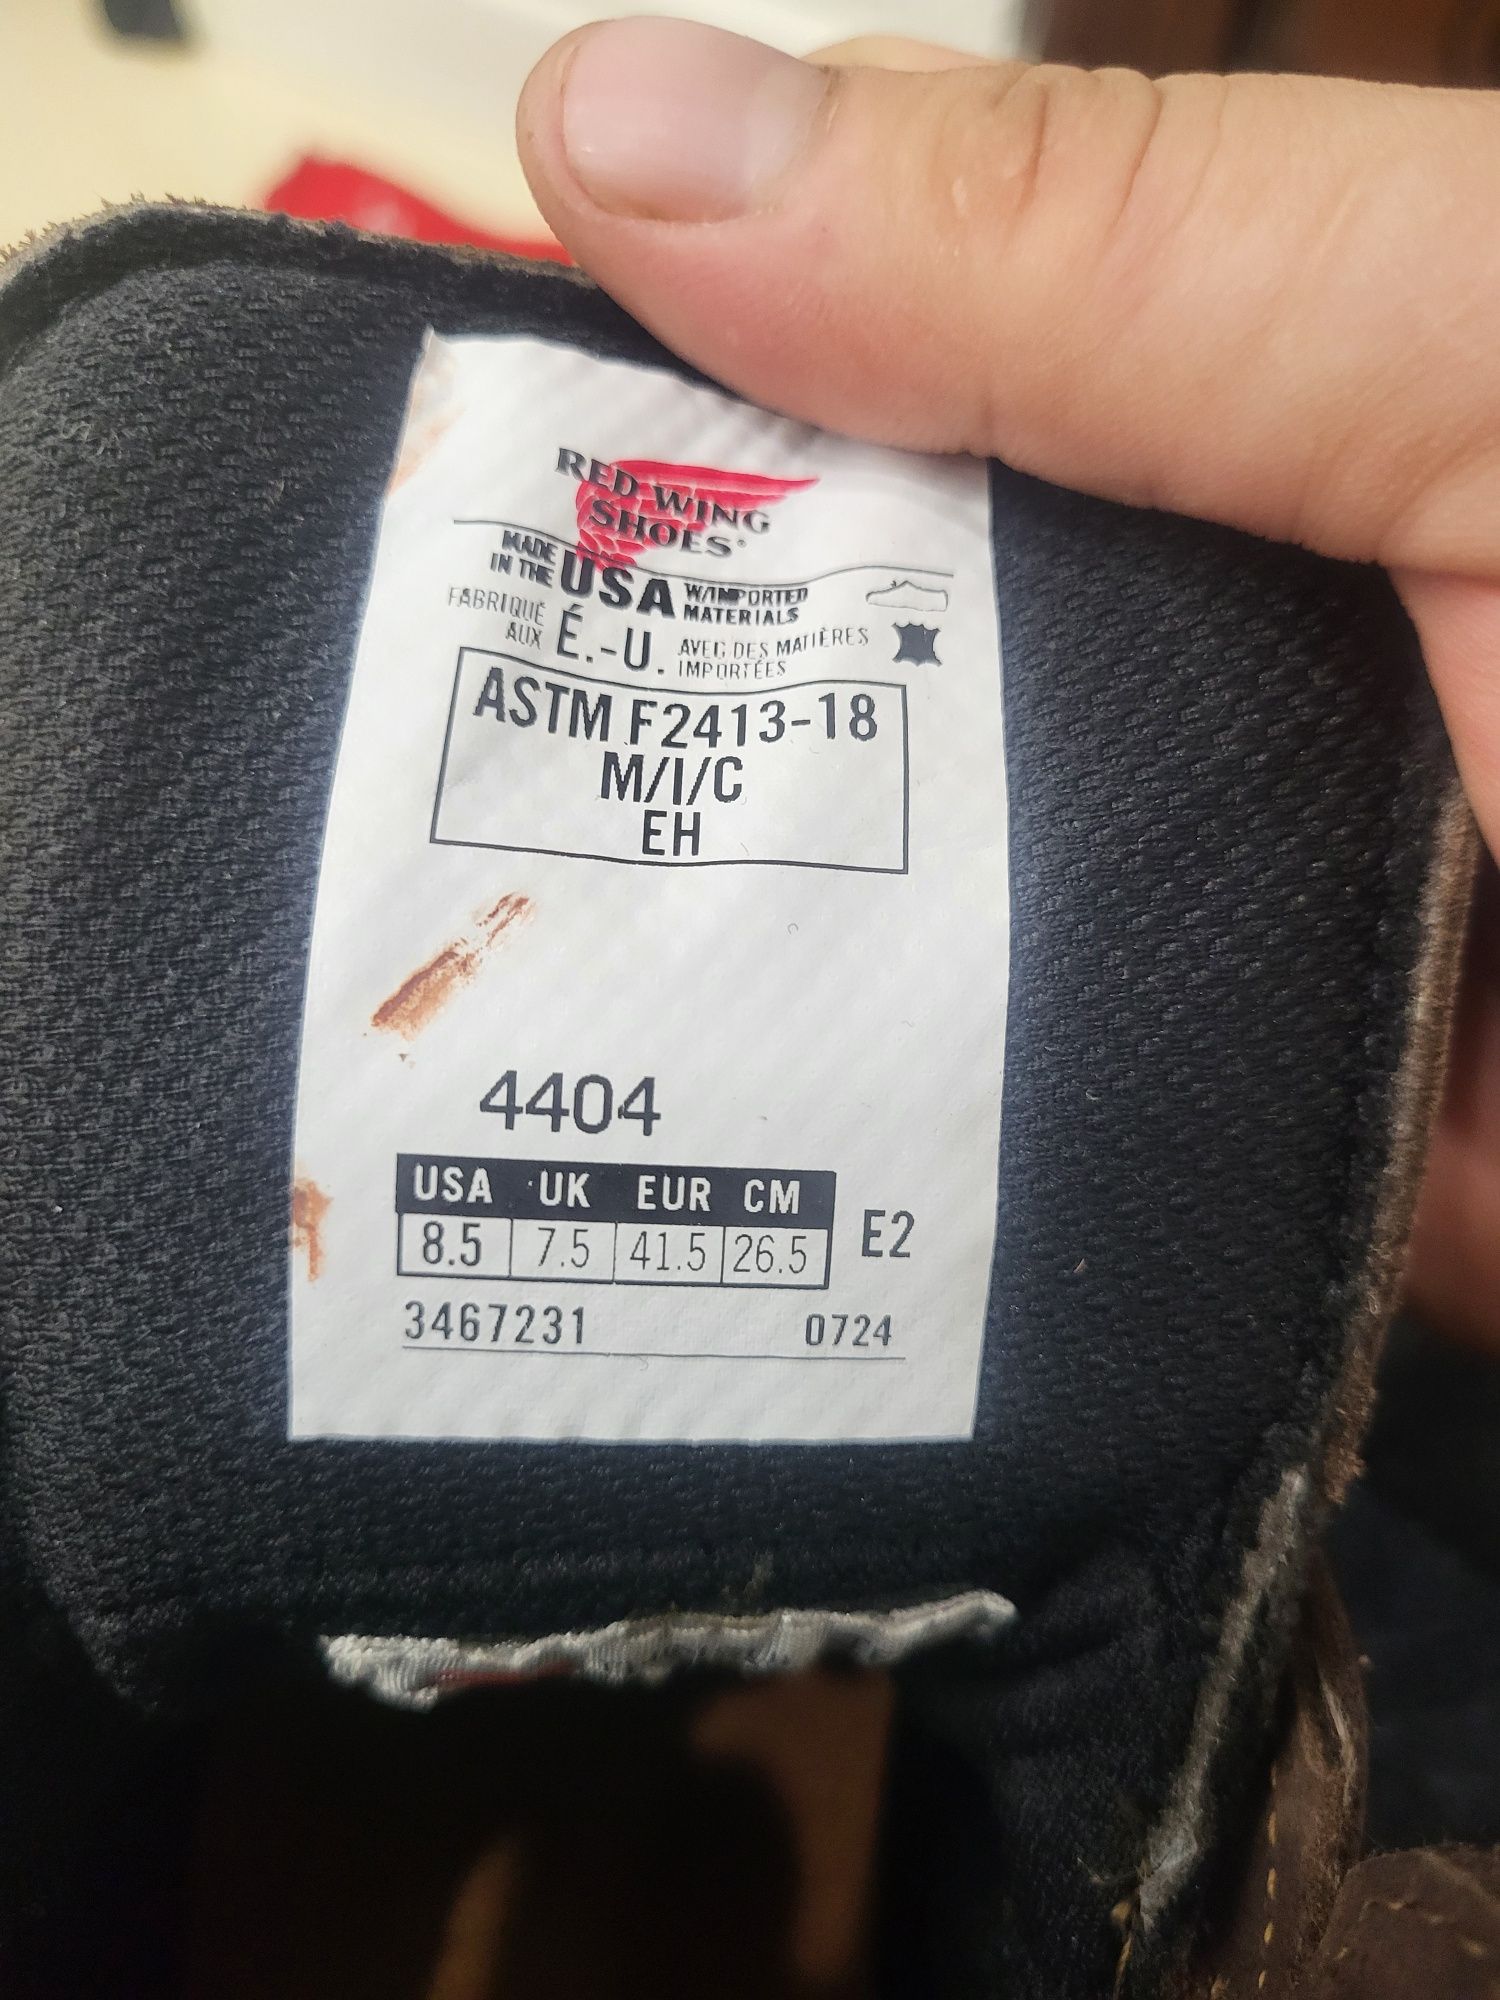 RED WING
SHOES
MADE IN THE USA W/IMPORTED MATERIALS
FABRIQUÉ AUX É.-U. AVEC DES MATIÈRES IMPORTÉES
ASTM F2413-18
M/I/C
EH
4404
USA UK EUR CM
8.5 7.5 41.5 26.5 E2
3467231 0724